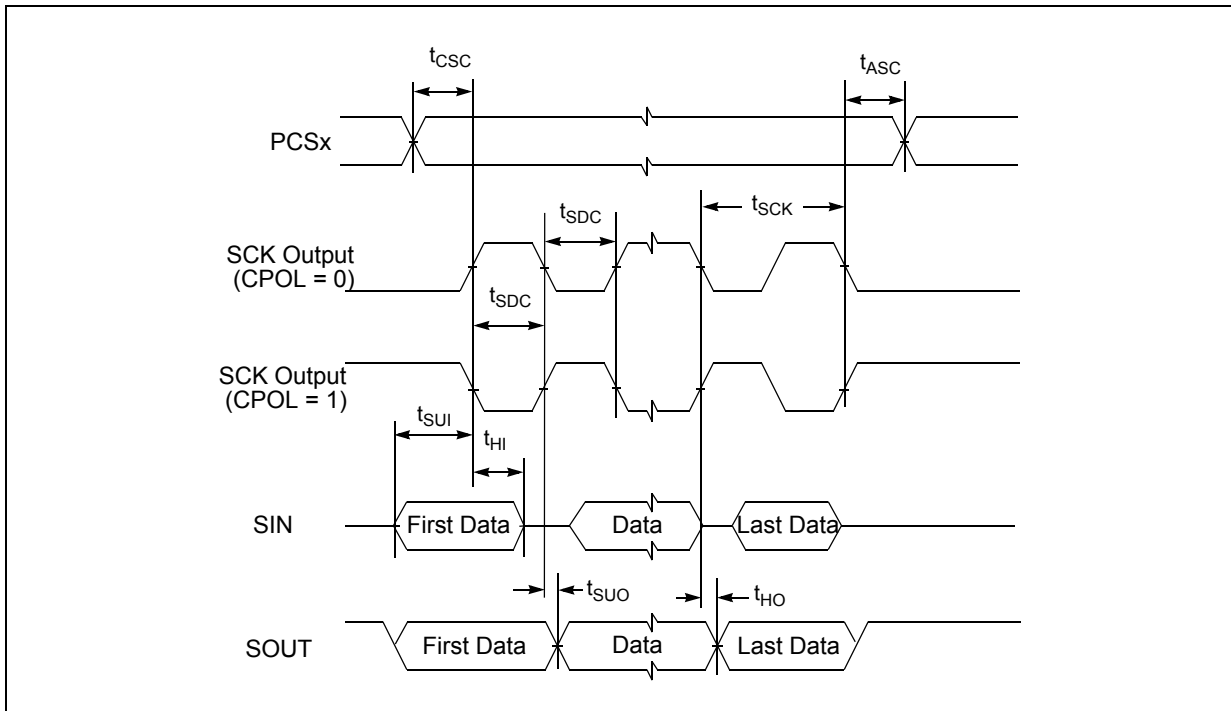 tCSC
tASC
PCSx
tSCK
tSDC
SCK Output
(CPOL = 0)
tSDC
SCK Output
(CPOL = 1)
tSUI
tHI
SIN
First Data
Data
Last Data
tSUO
tHO
SOUT
First Data
Data
Last Data